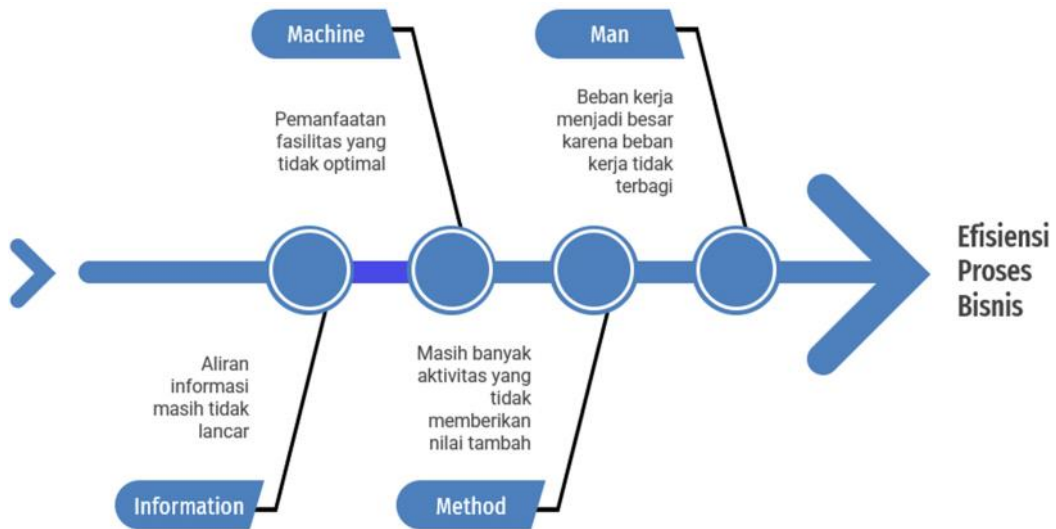 Machine
Pemanfaatan
fasilitas yang
tidak optimal
Man
Beban kerja
menjadi besar
karena beban
kerja tidak
terbagi
Efisiensi
Proses
Bisnis
Aliran
informasi
masih tidak
lancar
Information
Masih banyak
aktivitas yang
tidak
memberikan
nilai tambah
Method